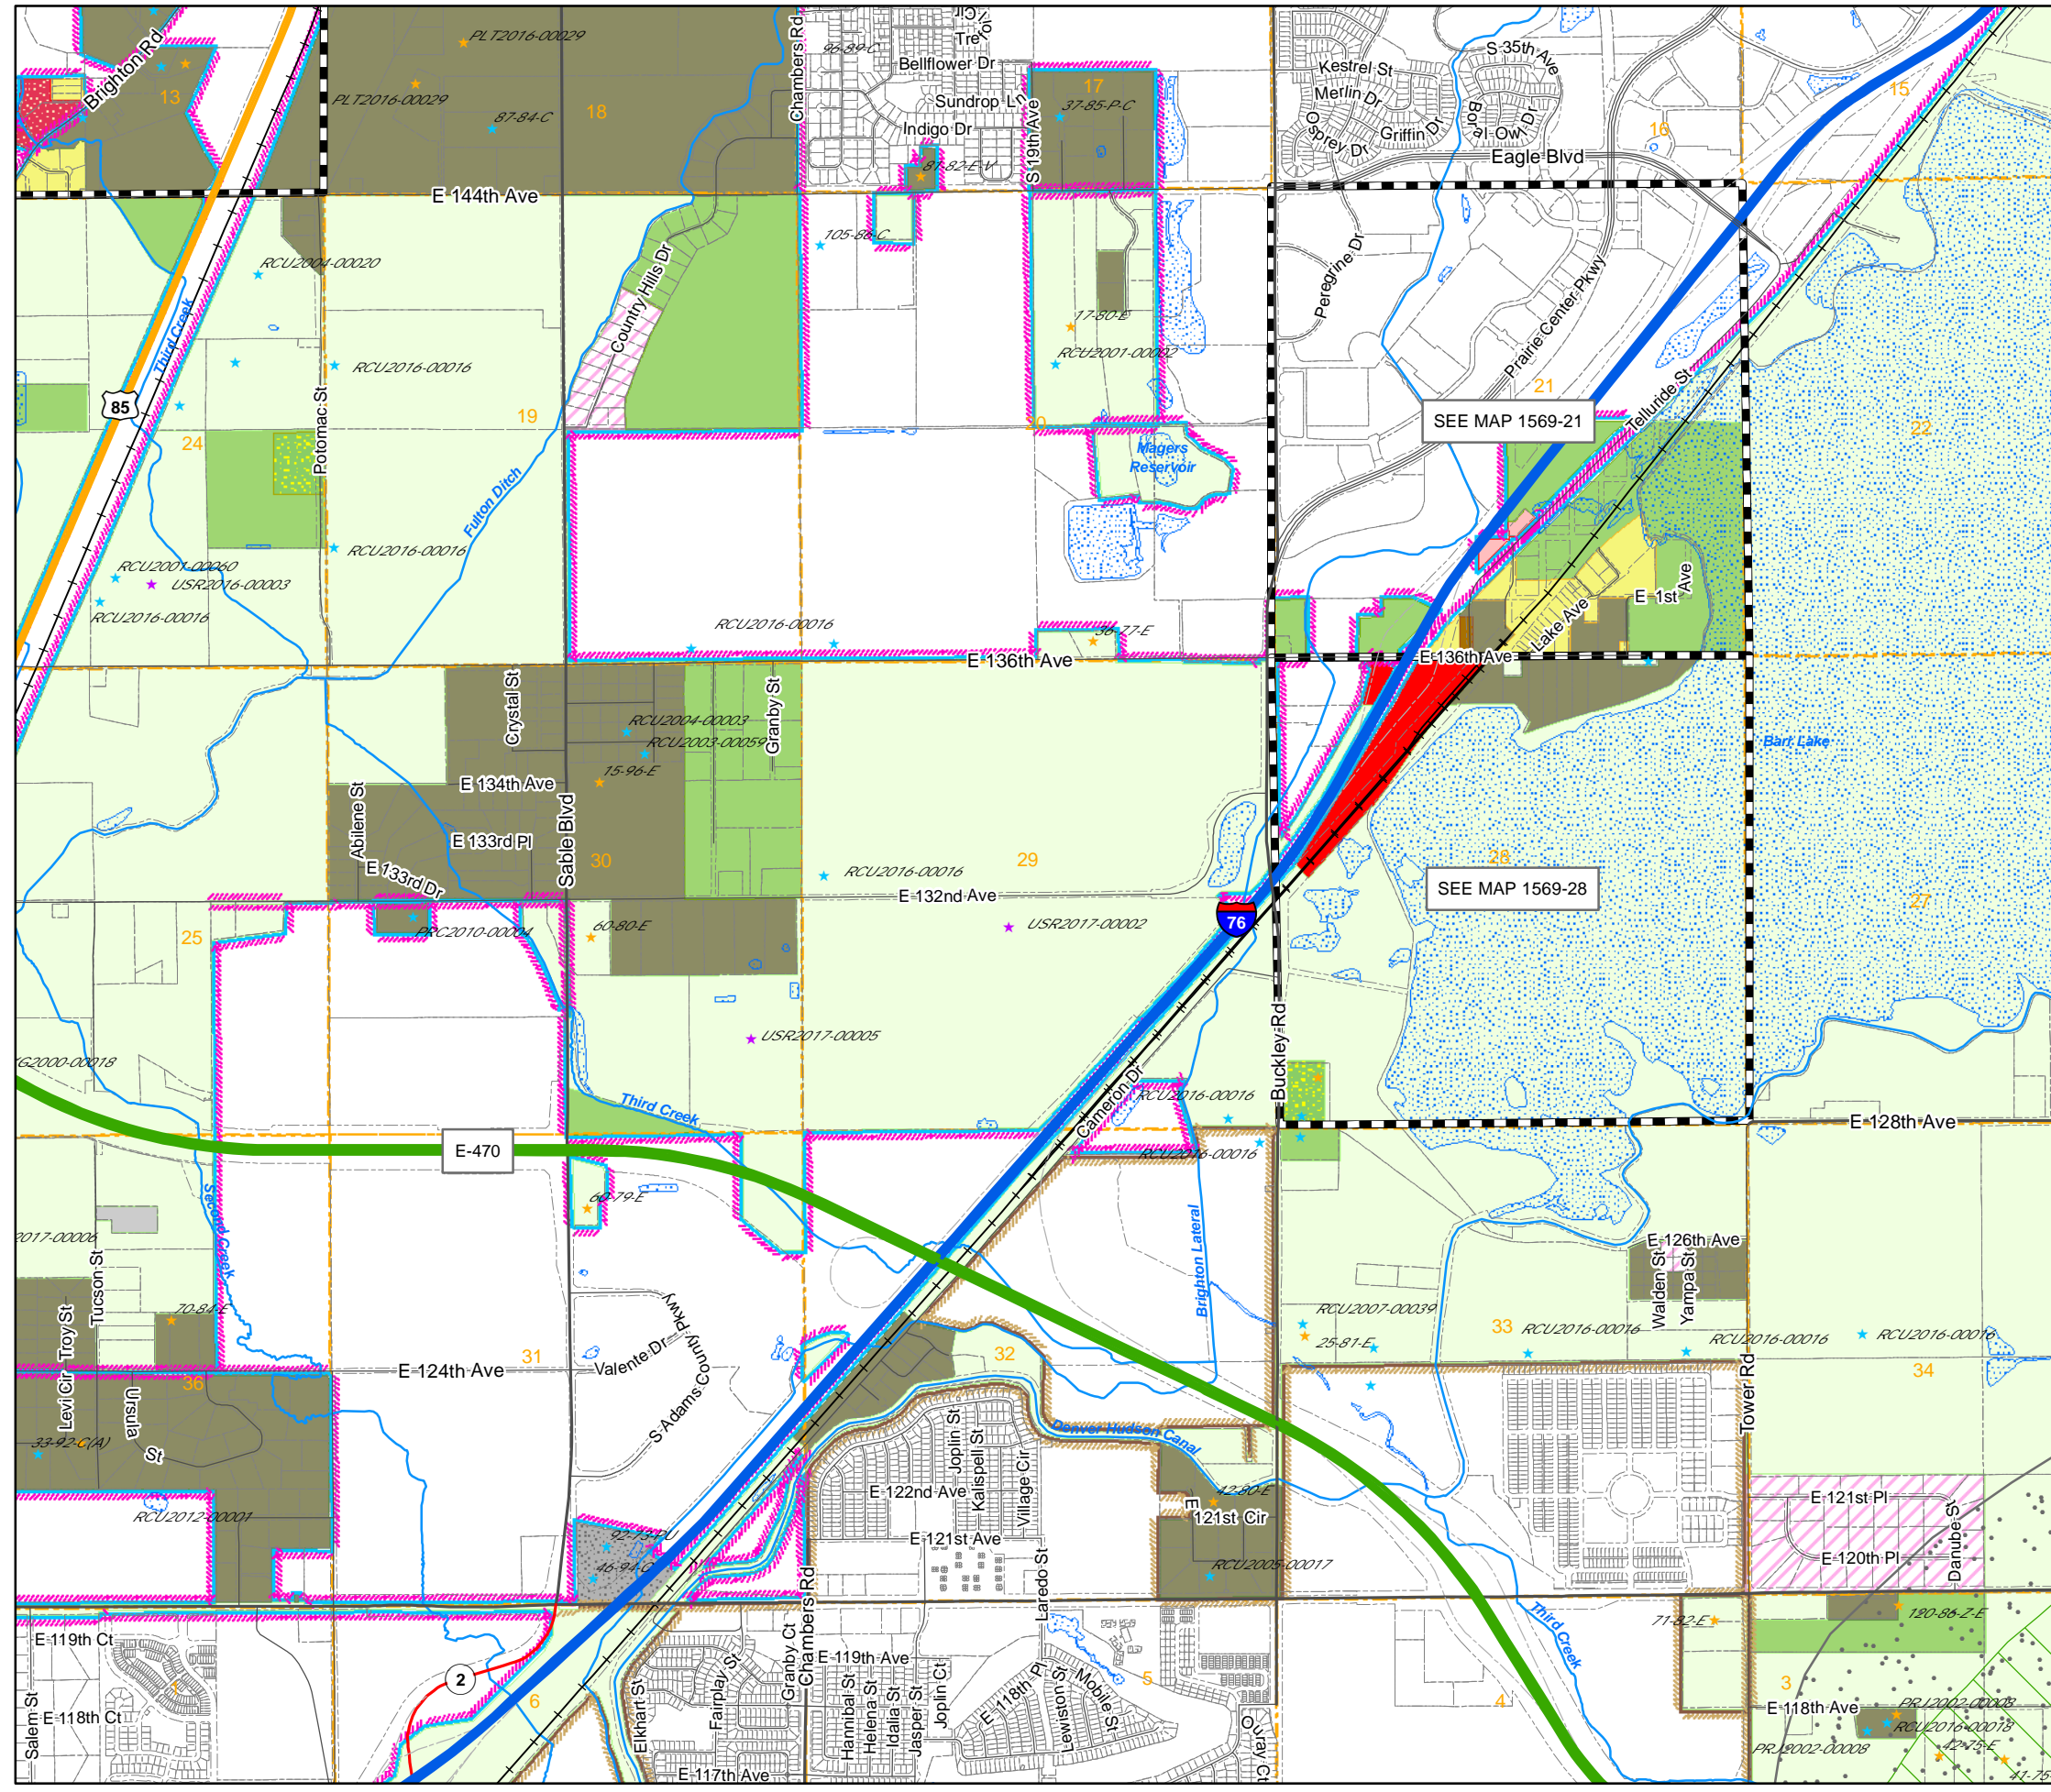 Brighton Rd
13
PLT2016-00029
PLT2016-00029
87-84-C
18
Chambers Rd
96-89-C
Bellflower Dr
Sundrop Ln
Indigo Dr
S 19th Ave
17
37-85-P-C
81-82-E-V
Kestrel St
Merlin Dr
Osprey Dr
Griffin Dr
S 35th Ave
16
15
Eagle Blvd
E 144th Ave
RCU2004-00020
Third Creek
105-86-C
Country Hills Dr
17-80-E
RCU2001-00002
Peregrine Dr
Prairie Center Pkwy
21
SEE MAP 1569-21
Telluride St
22
85
RCU2016-00016
19
20
24
Potomac St
Fulton Ditch
Magers
Reservoir
RCU2016-00016
RCU2001-00060
USR2016-00003
RCU2016-00016
RCU2016-00016
36-77-E
E 136th Ave
E 136th Ave
Lake Ave
E 1st Ave
Crystal St
Granby St
RCU2004-00003
RCU2003-00059
15-96-E
E 134th Ave
Abilene St
E 133rd Pl
E 133rd Dr
Sable Blvd
30
29
RCU2016-00016
E 132nd Ave
Barr Lake
28
SEE MAP 1569-28
27
76
25
PRC2010-00004
60-80-E
USR2017-00002
USR2017-00005
Buckley Rd
Third Creek
Cameron Dr
RCU2016-00016
RCU2016-00016
E 128th Ave
E-470
60-79-E
Second Creek
2017-00006
Tucson St
Troy St
70-84-E
Brighton Lateral
E 126th Ave
Walden St
Yampa St
RCU2007-00039
25-81-E
33
RCU2016-00016
RCU2016-00016
RCU2016-00016
34
Tower Rd
E 124th Ave
31
Valente Dr
S Adams County Pkwy
32
36
Levi Cir
Ursula
St
33-92-C(A)
RCU2012-00001
Denver Hudson Canal
Joplin St
Kalispell St
Village Cir
E 122nd Ave
E 121st Ave
42-80-E
E
121st Cir
RCU2005-00017
92-73-PU
46-94-C
E 121st Pl
E 120th Pl
Danube St
Laredo St
Chambers Rd
Granby Ct
E 119th Ct
1
E 118th Ct
Salem St
2
6
Elkhart St
Fairplay St
E 117th Ave
E 119th Ave
Hannibal St
Helena St
Idalia St
Jasper St
Joplin Ct
E 118th Pl
Lewiston St
Mobile St
5
Ouray Ct
4
71-82-E
Third Creek
120-86-Z-E
3
E 118th Ave
PRJ2002-00008
RCU2016-00018
PRJ2002-00008
42-75-E